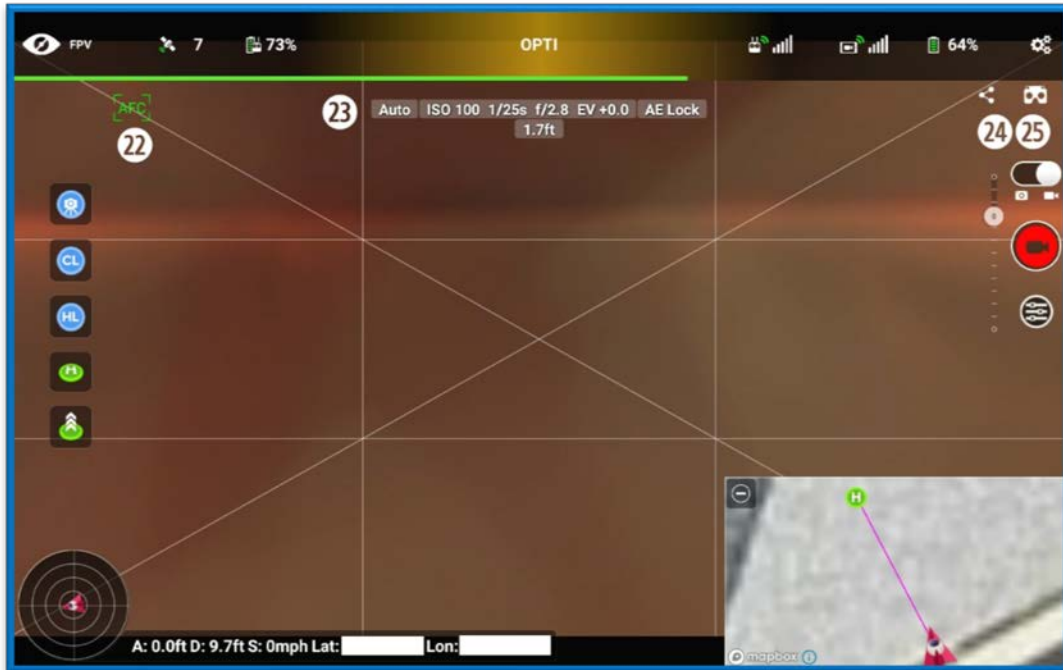 FPV 7 73% OPTI 64%
AFC
22 23 Auto ISO 100 1/25s f/2.8 EV +0.0 AE Lock 24 25
1.7ft
CL
HL
H
H
A: 0.0ft D: 9.7ft S: 0mph Lat: Lon:
mapbox